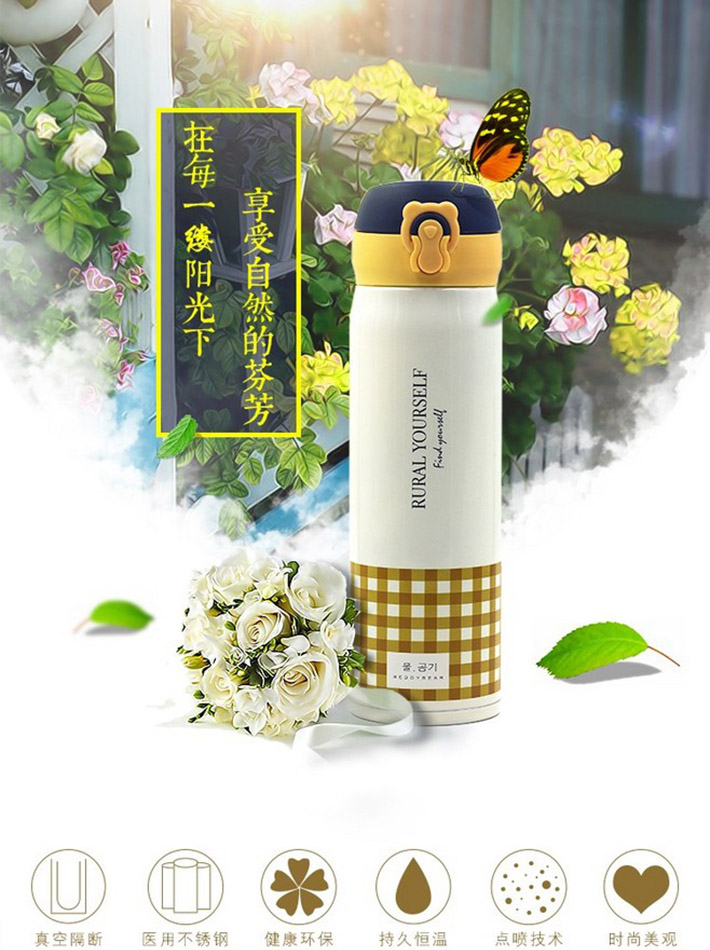 在每一缕阳光下
享受自然的芬芳
RURAL YOURSELF
Find yourself
물.공기
REDDYBEAR
真空隔断
医用不锈钢
健康环保
持久恒温
点喷技术
时尚美观